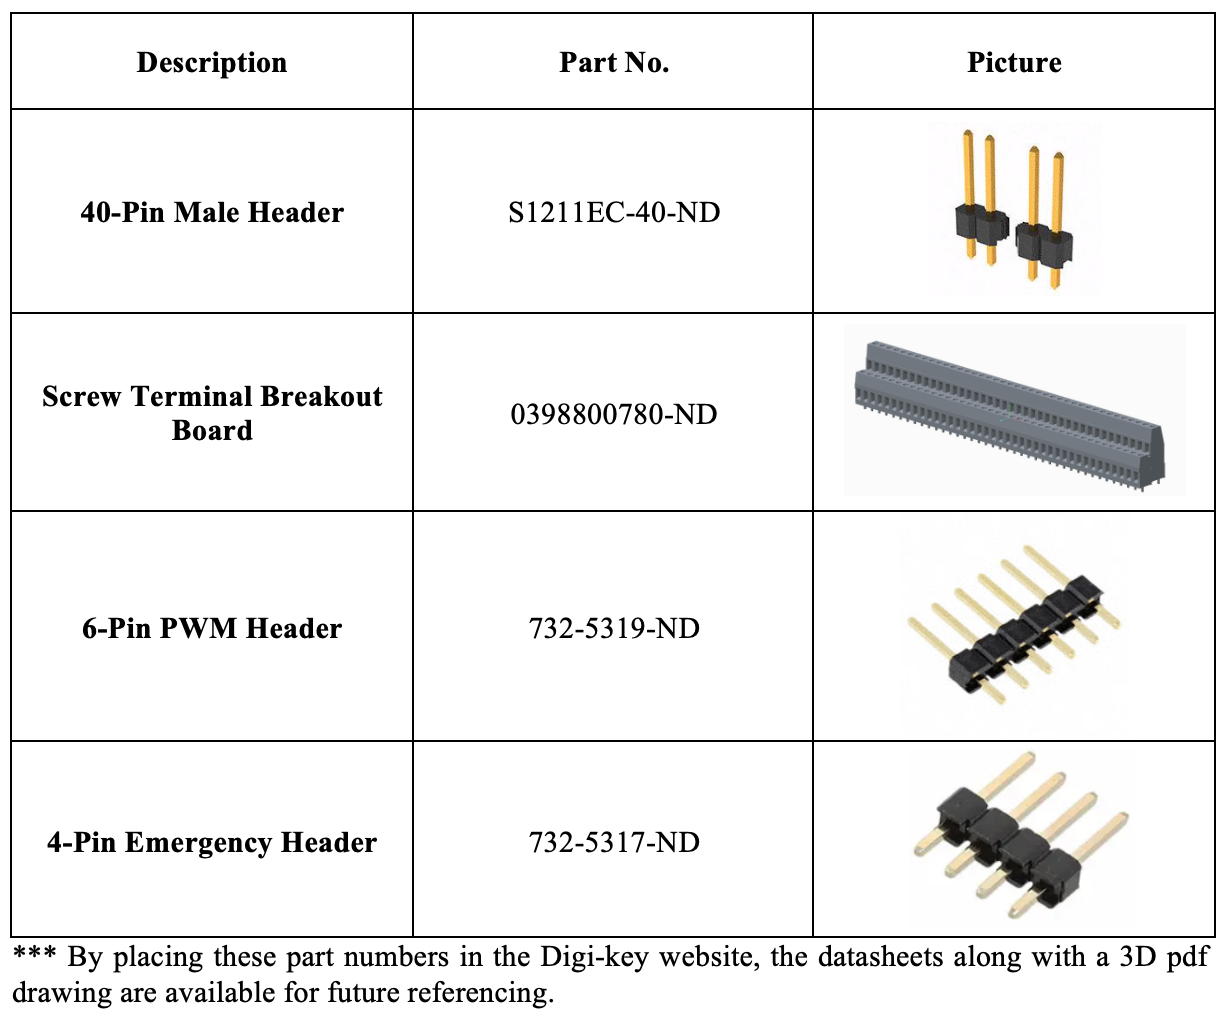 Description Part No. Picture
40-Pin Male Header S1211EC-40-ND
Screw Terminal Breakout
Board
0398800780-ND
6-Pin PWM Header 732-5319-ND
4-Pin Emergency Header 732-5317-ND
*** By placing these part numbers in the Digi-key website, the datasheets along with a 3D pdf
drawing are available for future referencing.